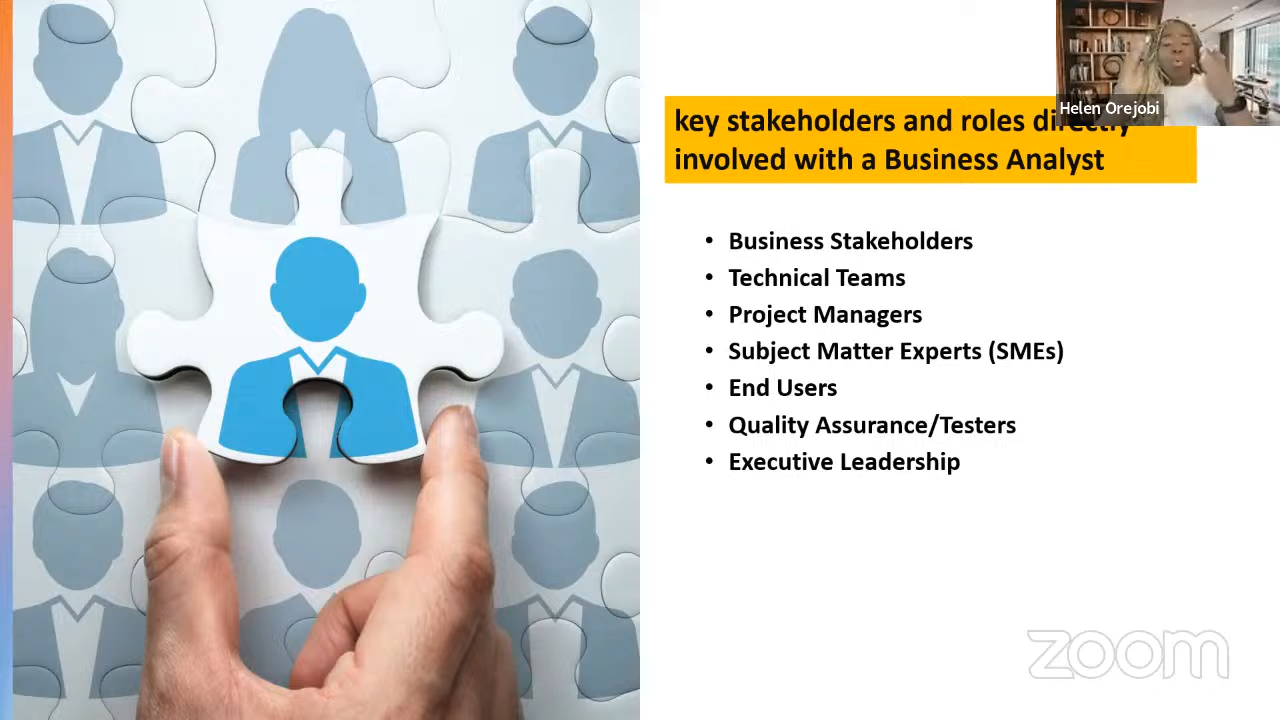 Helen Orejobi
key stakeholders and roles directly
involved with a Business Analyst
• Business Stakeholders
• Technical Teams
• Project Managers
• Subject Matter Experts (SMEs)
• End Users
• Quality Assurance/Testers
• Executive Leadership
zoom